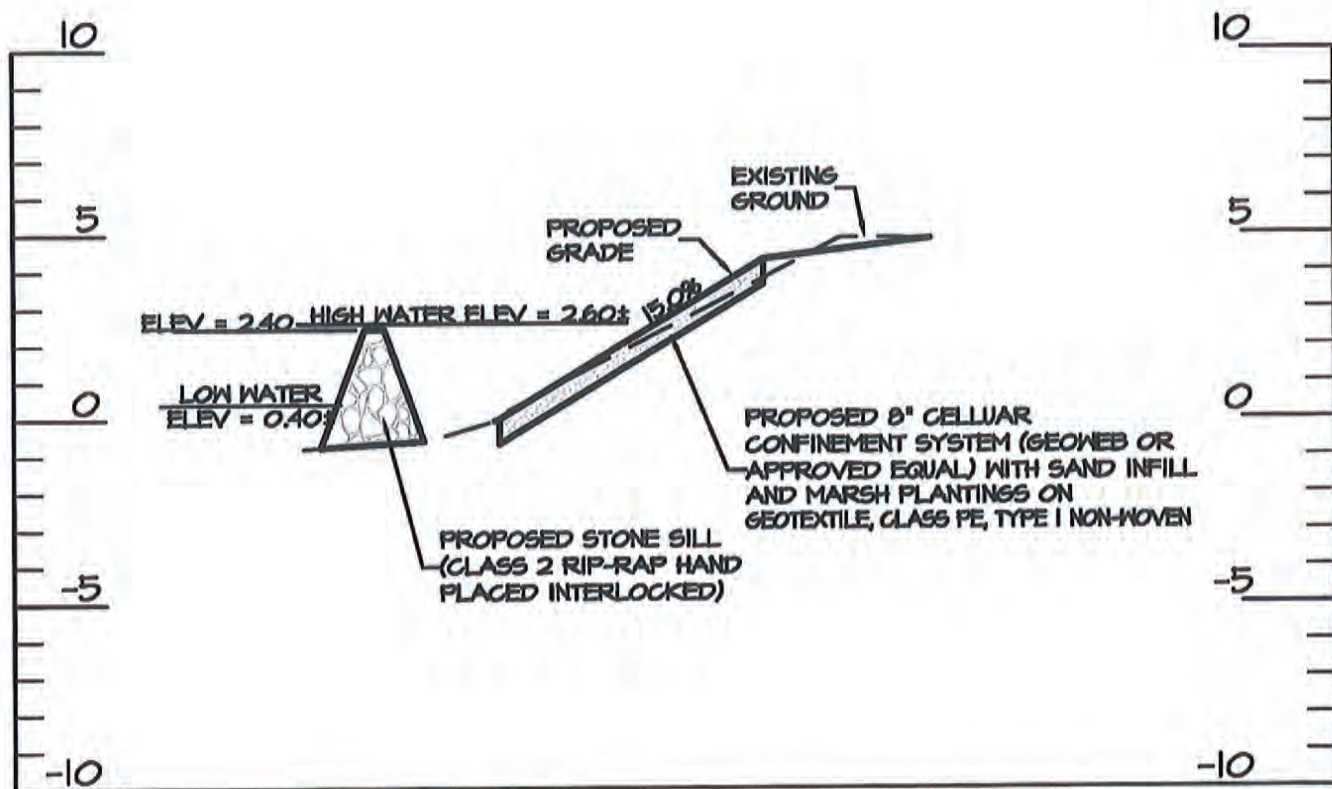 10
10
EXISTING
GROUND
5
PROPOSED
GRADE
5
15.0%
ELEV = 2.40
HIGH WATER ELEV = 2.60±
LOW WATER
ELEV = 0.40±
0
0
PROPOSED 8" CELLUAR
CONFINEMENT SYSTEM (GEOWEB OR
APPROVED EQUAL) WITH SAND INFILL
AND MARSH PLANTINGS ON
GEOTEXTILE, CLASS PE, TYPE I NON-WOVEN
PROPOSED STONE SILL
(CLASS 2 RIP-RAP HAND
PLACED INTERLOCKED)
-5
-5
-10
-10